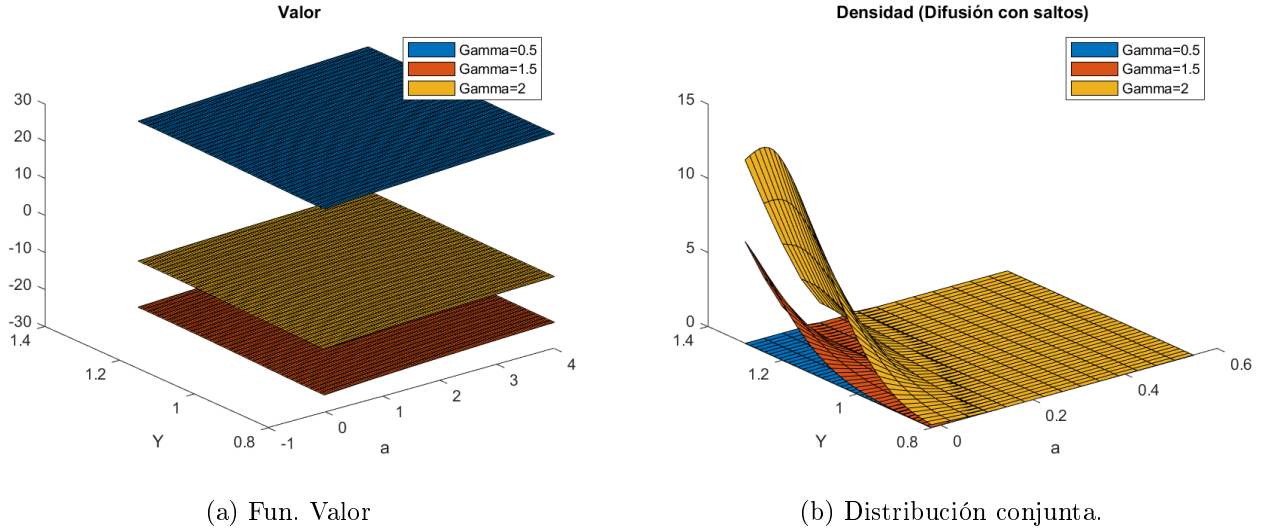 Valor
Gamma=0.5
Gamma=1.5
Gamma=2
30
20
10
0
-10
-20
-30
1.4
1.2
1
0.8
Y
-1
0
1
2
3
4
a
(a) Fun. Valor
Densidad (Difusión con saltos)
Gamma=0.5
Gamma=1.5
Gamma=2
15
10
5
0
1.4
1.2
1
0.8
Y
0
0.2
0.4
0.6
a
(b) Distribución conjunta.